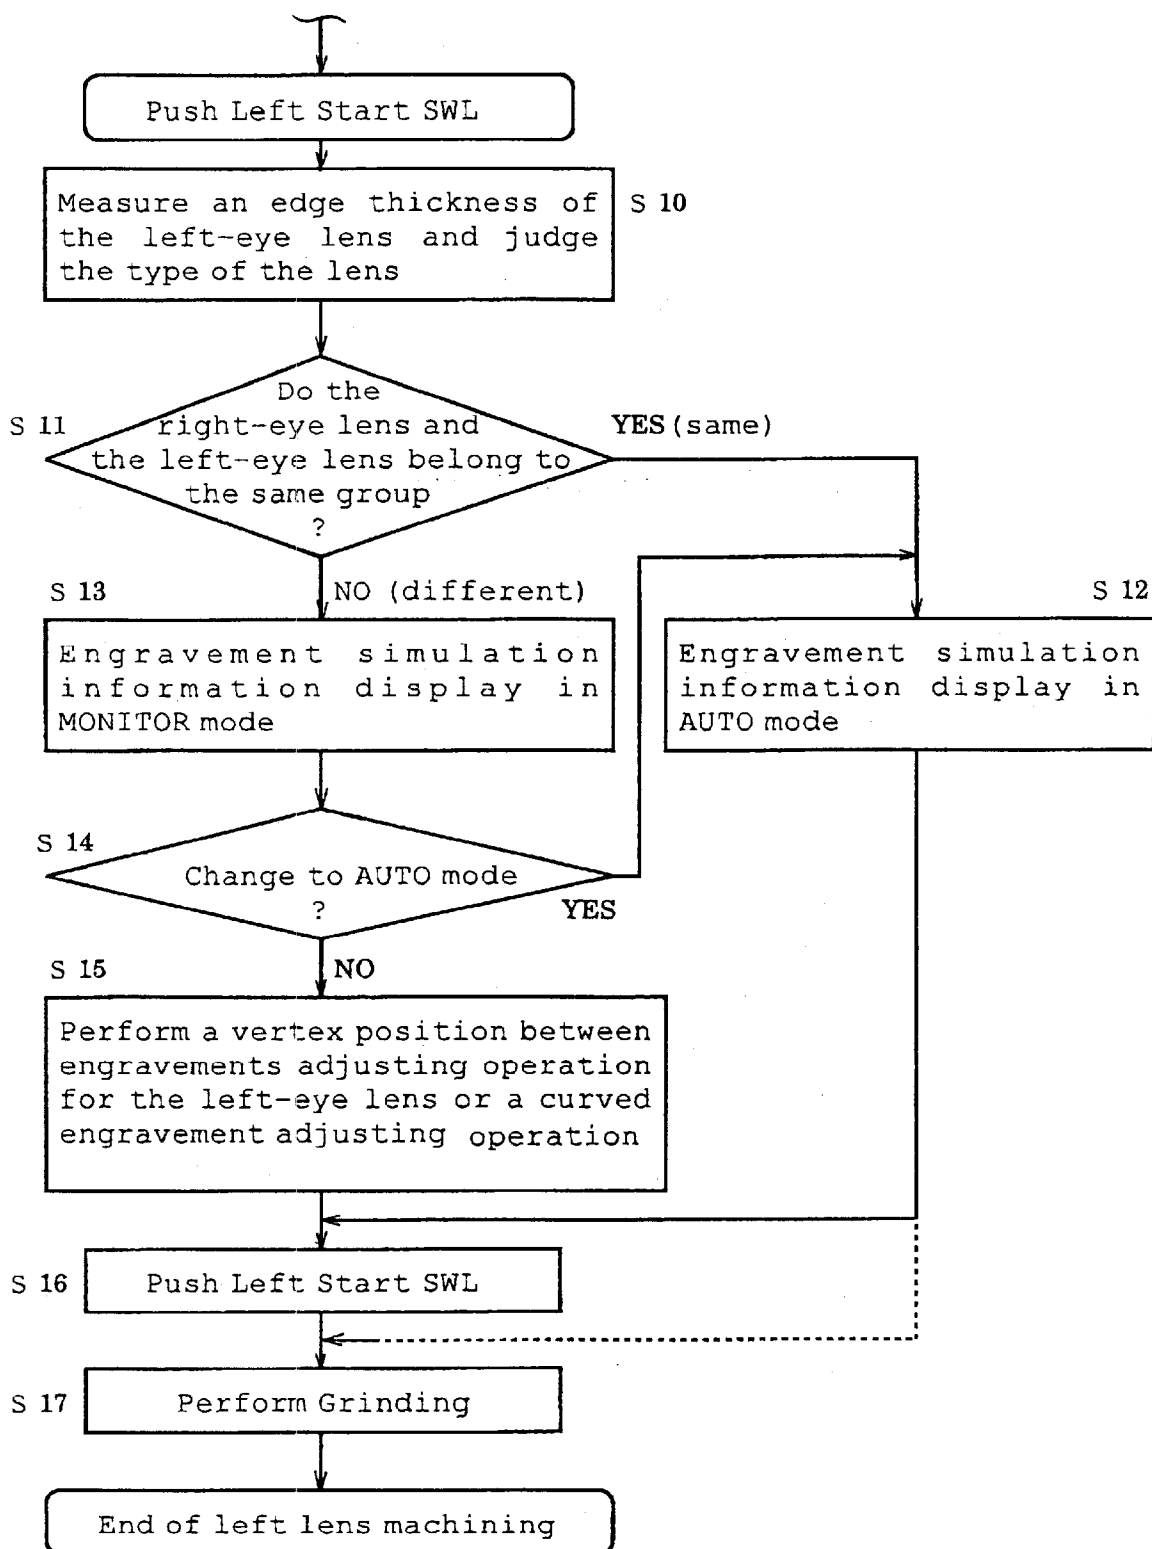 Push Left Start SWL
Measure an edge thickness of
the left-eye lens and judge
the type of the lens
S 10
Do the
right-eye lens and
the left-eye lens belong to
the same group
?
S 11
YES (same)
NO (different)
S 13
Engravement simulation
information display in
MONITOR mode
S 12
Engravement simulation
information display in
AUTO mode
S 14
Change to AUTO mode
?
YES
NO
S 15
Perform a vertex position between
engravements adjusting operation
for the left-eye lens or a curved
engravement adjusting operation
S 16
Push Left Start SWL
S 17
Perform Grinding
End of left lens machining